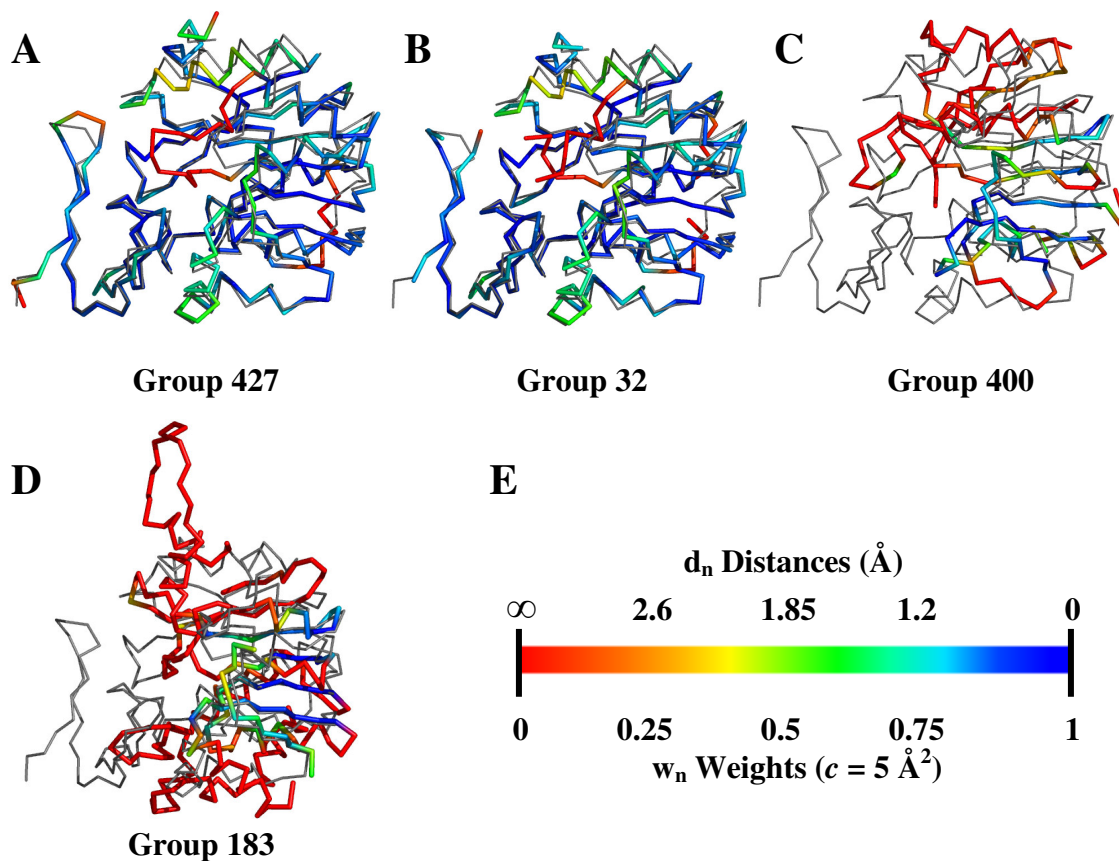 A
B
C
Group 427
Group 32
Group 400
D
Group 183
E
dₙ Distances (Å)
∞ 2.6 1.85 1.2 0
0 0.25 0.5 0.75 1
wₙ Weights (c = 5 Å²)